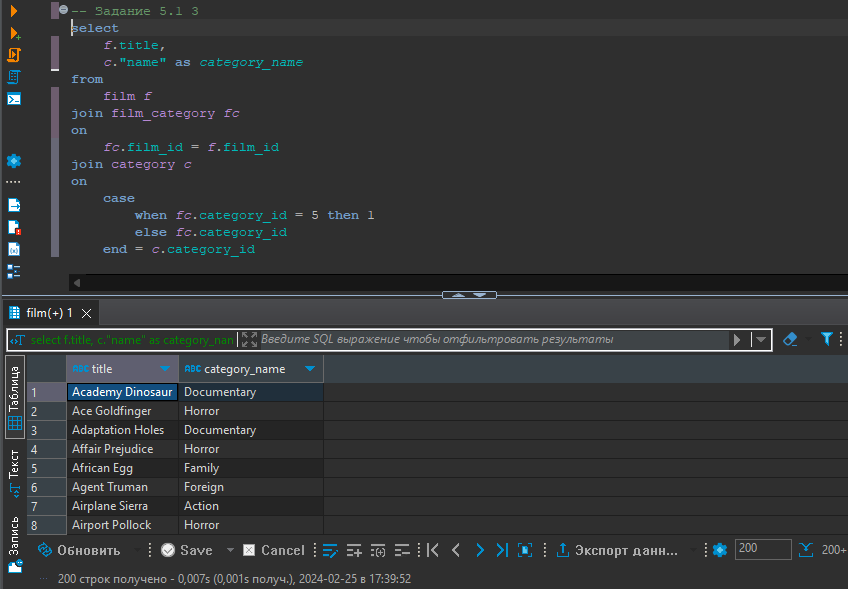 -- Задание 5.1 3
select
f.title,
c."name" as category_name
from
film f
join film_category fc
on
fc.film_id = f.film_id
join category c
on
case
when fc.category_id = 5 then 1
else fc.category_id
end = c.category_id
film(+) 1
select f.title, c."name" as category_nan
Введите SQL выражение чтобы отфильтровать результаты
Таблица
Текст
Запись
ABC title ABC category_name
1 Academy Dinosaur Documentary
2 Ace Goldfinger Horror
3 Adaptation Holes Documentary
4 Affair Prejudice Horror
5 African Egg Family
6 Agent Truman Foreign
7 Airplane Sierra Action
8 Airport Pollock Horror
Обновить Save Cancel Экспорт данн... 200 200+
200 строк получено - 0,007s (0,001s получ.), 2024-02-25 в 17:39:52